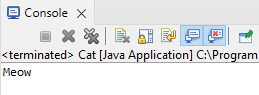 Console
<terminated> Cat [Java Application] C:\Program
Meow